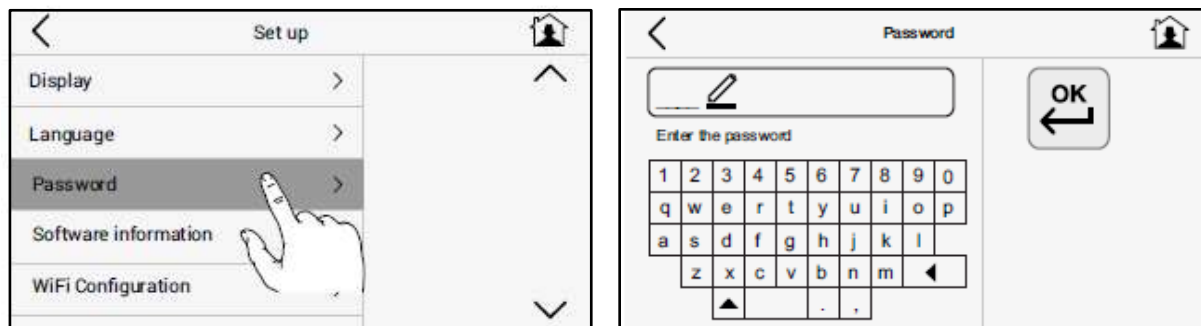 Set up
Display
Language
Password
Software information
WiFi Configuration
Password
Enter the password
OK
1 2 3 4 5 6 7 8 9 0
q w e r t y u i o p
a s d f g h j k l
z x c v b n m
. ,